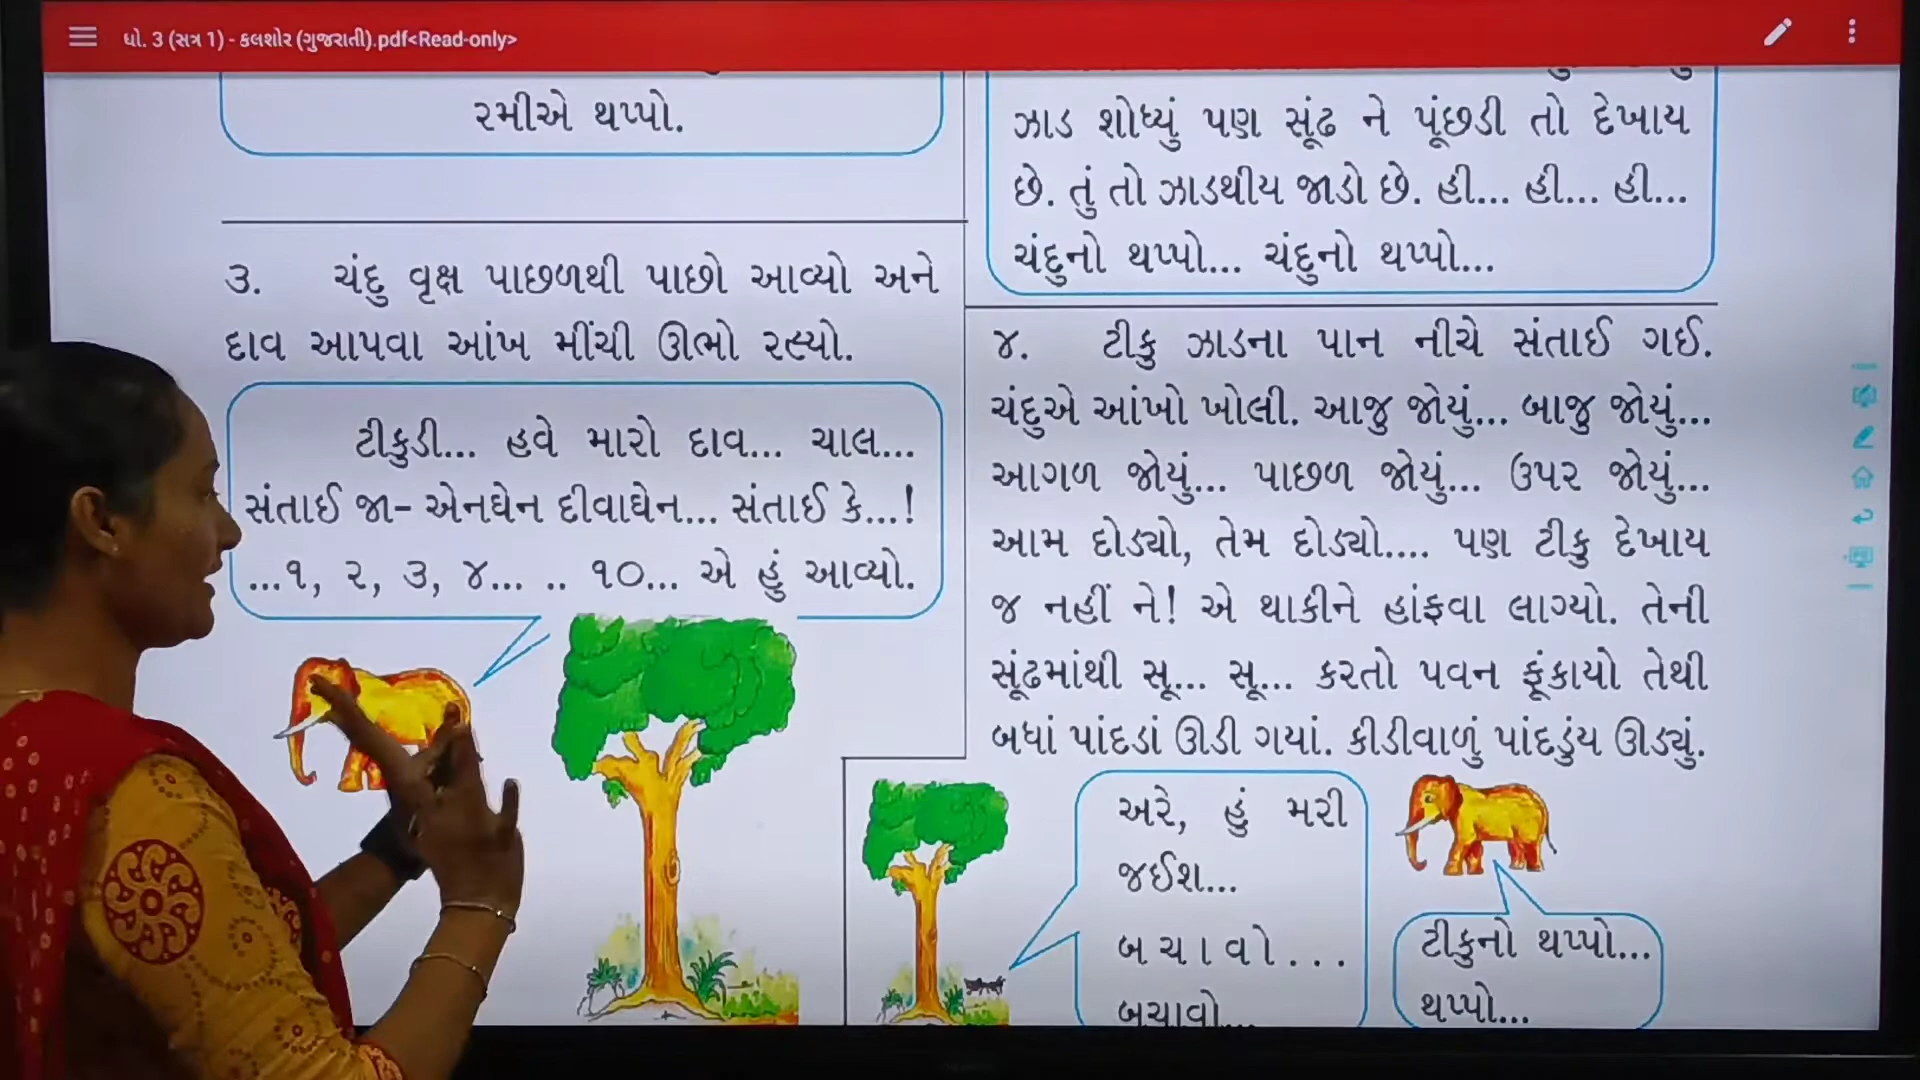 ધો. 3 (સત્ર 1) - કલશોર (ગુજરાતી).pdf<Read-only>
રમીએ થપ્પો.
૩. ચંદુ વૃક્ષ પાછળથી પાછો આવ્યો અને
દાવ આપવા આંખ મીંચી ઊભો રહ્યો.
ટીકુડી... હવે મારો દાવ... ચાલ...
સંતાઈ જા- એનઘેન દીવાઘેન... સંતાઈ કે...!
...૧, ૨, ૩, ૪... .. ૧૦... એ હું આવ્યો.
ઝાડ શોધ્યું પણ સૂંઢ ને પૂંછડી તો દેખાય
છે. તું તો ઝાડથીય જાડો છે. હી... હી... હી...
ચંદુનો થપ્પો... ચંદુનો થપ્પો...
૪. ટીકુ ઝાડના પાન નીચે સંતાઈ ગઈ.
ચંદુએ આંખો ખોલી. આજુ જોયું... બાજુ જોયું...
આગળ જોયું... પાછળ જોયું... ઉપર જોયું...
આમ દોડ્યો, તેમ દોડ્યો.... પણ ટીકુ દેખાય
જ નહીં ને! એ થાકીને હાંફવા લાગ્યો. તેની
સૂંઢમાંથી સૂ... સૂ... કરતો પવન ફૂંકાયો તેથી
બધાં પાંદડાં ઊડી ગયાં. કીડીવાળું પાંદડુંય ઊડ્યું.
અરે, હું મરી
જઈશ...
બ ચા વો . . .
બચાવો...
ટીકુનો થપ્પો...
થપ્પો...